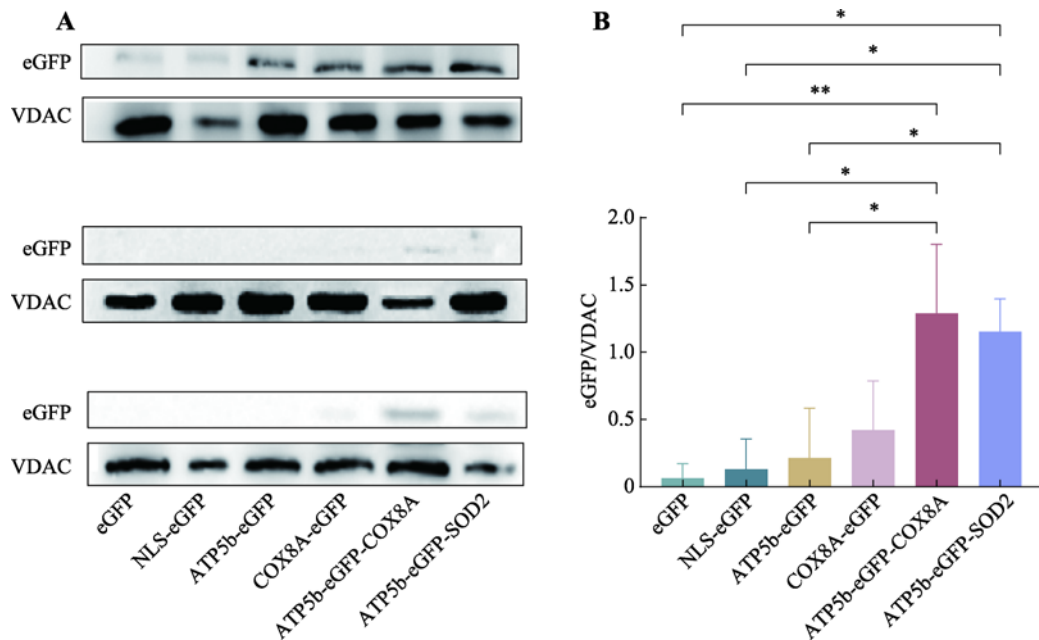 A
eGFP
VDAC
eGFP
VDAC
eGFP
VDAC
eGFP
NLS-eGFP
ATP5b-eGFP
COX8A-eGFP
ATP5b-eGFP-COX8A
ATP5b-eGFP-SOD2
B
*
*
**
*
*
*
eGFP/VDAC
2.0
1.5
1.0
0.5
0
eGFP
NLS-eGFP
ATP5b-eGFP
COX8A-eGFP
ATP5b-eGFP-COX8A
ATP5b-eGFP-SOD2